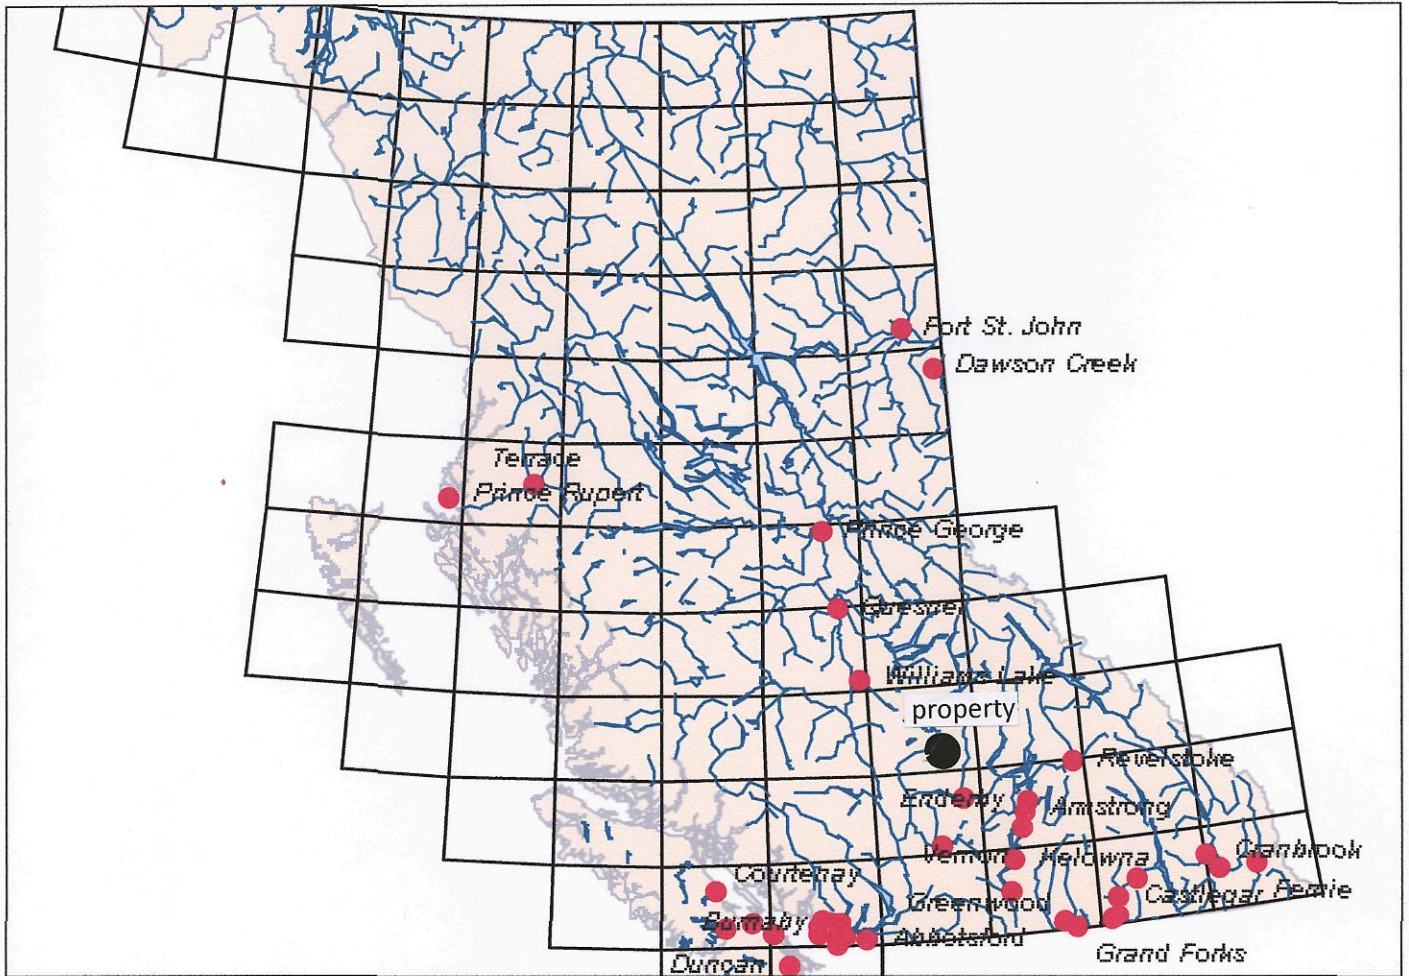 Fort St. John
Dawson Creek
Terrace
Prince Rupert
Prince George
Quesnel
Williams Lake
property
Revelstoke
Enderby
Armstrong
Vernon
Kelowna
Cranbrook
Courtenay
Castlegar
Fernie
Greenwood
Burnaby
Abbotsford
Grand Forks
Duncan